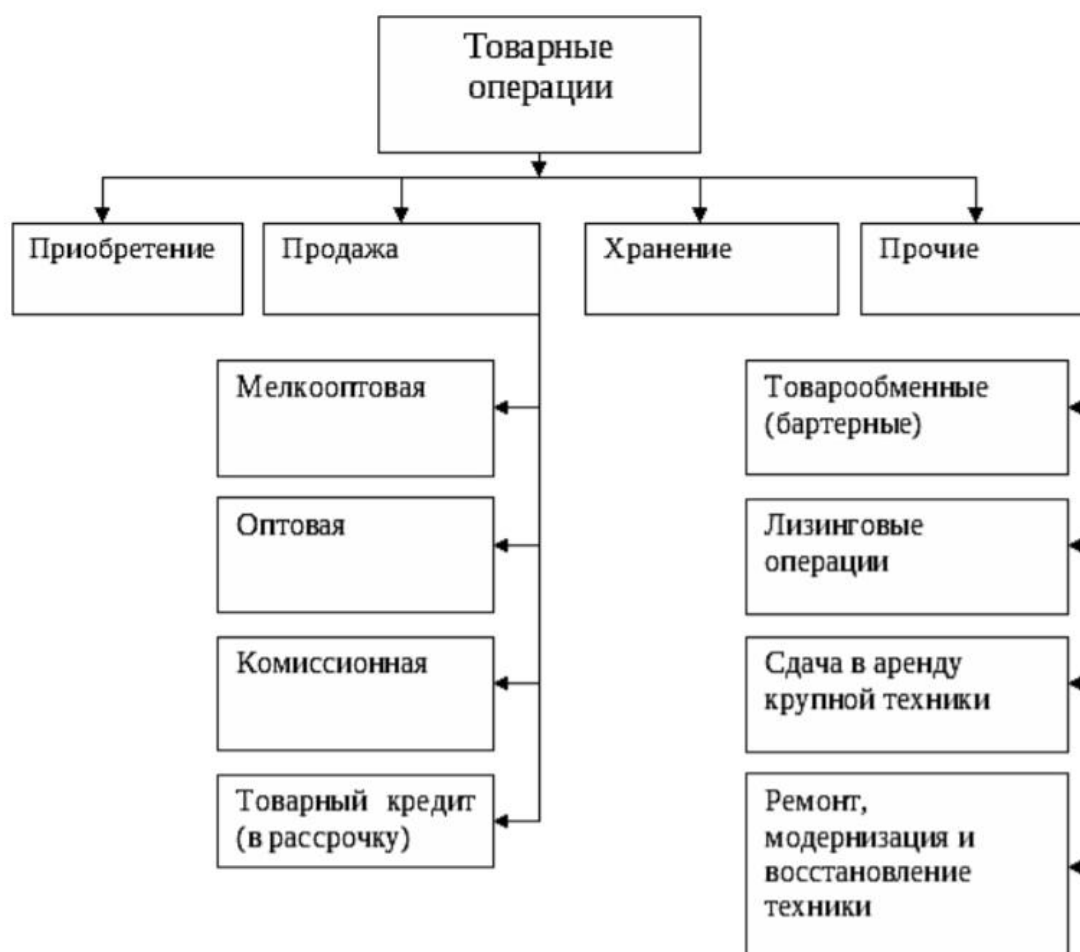 Товарные
операции
Приобретение
Продажа
Хранение
Прочие
Мелкооптовая
Оптовая
Комиссионная
Товарный кредит
(в рассрочку)
Товарообменные
(бартерные)
Лизинговые
операции
Сдача в аренду
крупной техники
Ремонт,
модернизация и
восстановление
техники